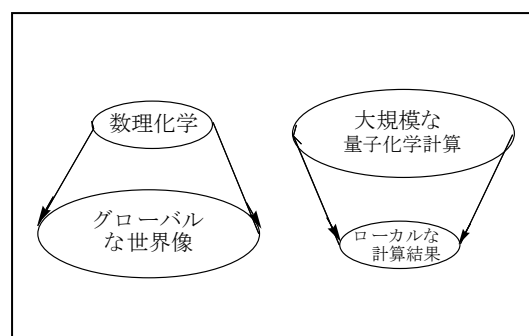 数理化学
グローバル
な世界像
大規模な
量子化学計算
ローカルな
計算結果